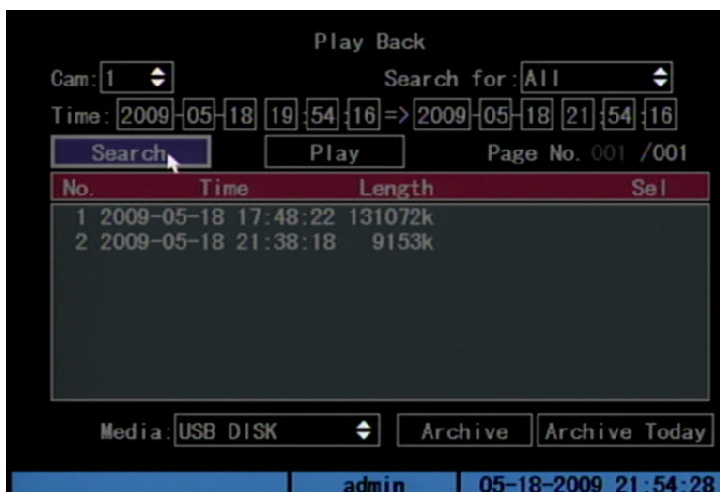 Play Back
Cam: 1 Search for: All
Time: 2009-05-18 19:54:16 => 2009-05-18 21:54:16
Search Play Page No. 001 /001
No. Time Length Sel
1 2009-05-18 17:48:22 131072k
2 2009-05-18 21:38:18 9153k
Media: USB DISK Archive Archive Today
admin 05-18-2009 21:54:28